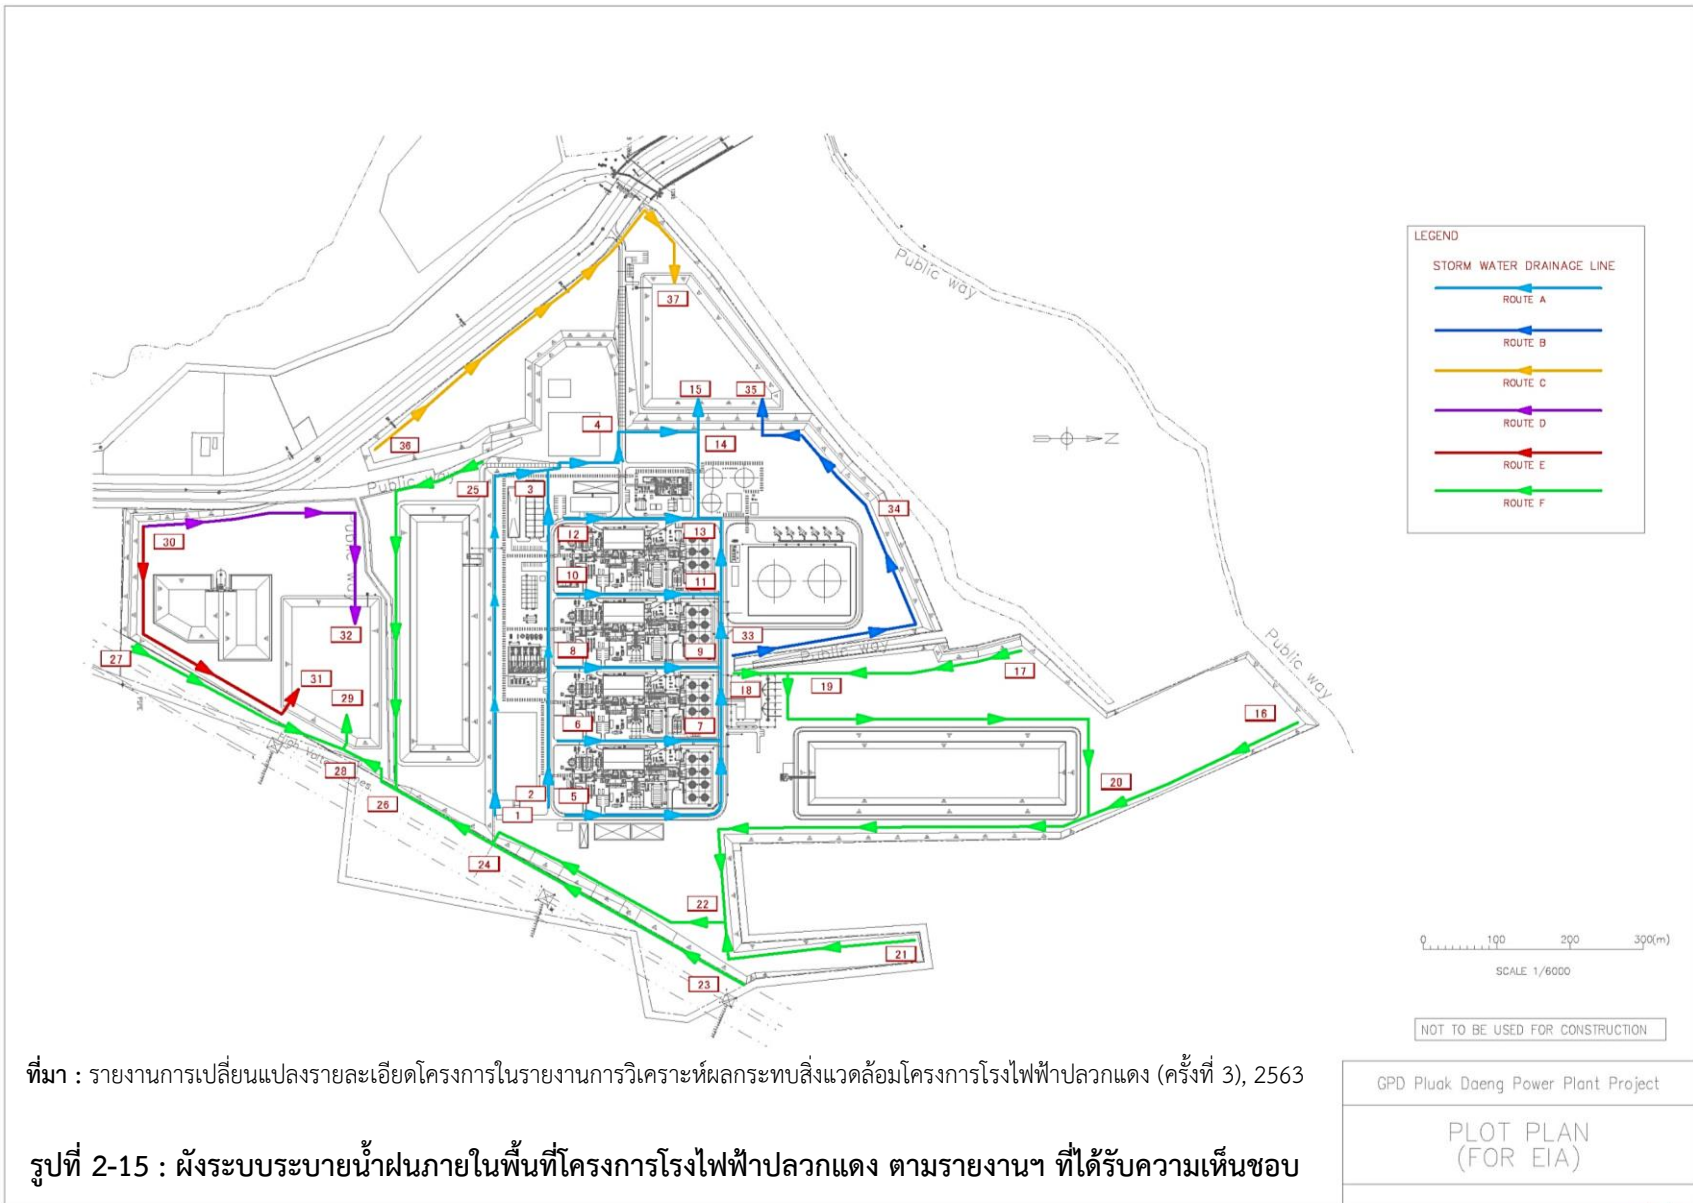 LEGEND
STORM WATER DRAINAGE LINE
ROUTE A
ROUTE B
ROUTE C
ROUTE D
ROUTE E
ROUTE F
Public way
37
15
35
4
36
14
Public way
25
3
34
30
12
13
10
11
32
33
8
9
Public way
27
31
29
18
19
17
Public way
16
6
7
28
26
2
5
1
20
24
22
21
23
N
0 100 200 300(m)
SCALE 1/6000
NOT TO BE USED FOR CONSTRUCTION
ที่มา : รายงานการเปลี่ยนแปลงรายละเอียดโครงการในรายงานการวิเคราะห์ผลกระทบสิ่งแวดล้อมโครงการโรงไฟฟ้าปลวกแดง (ครั้งที่ 3), 2563
GPD Pluak Daeng Power Plant Project
PLOT PLAN
(FOR EIA)
รูปที่ 2-15 : ผังระบบระบายน้ำฝนภายในพื้นที่โครงการโรงไฟฟ้าปลวกแดง ตามรายงานฯ ที่ได้รับความเห็นชอบ